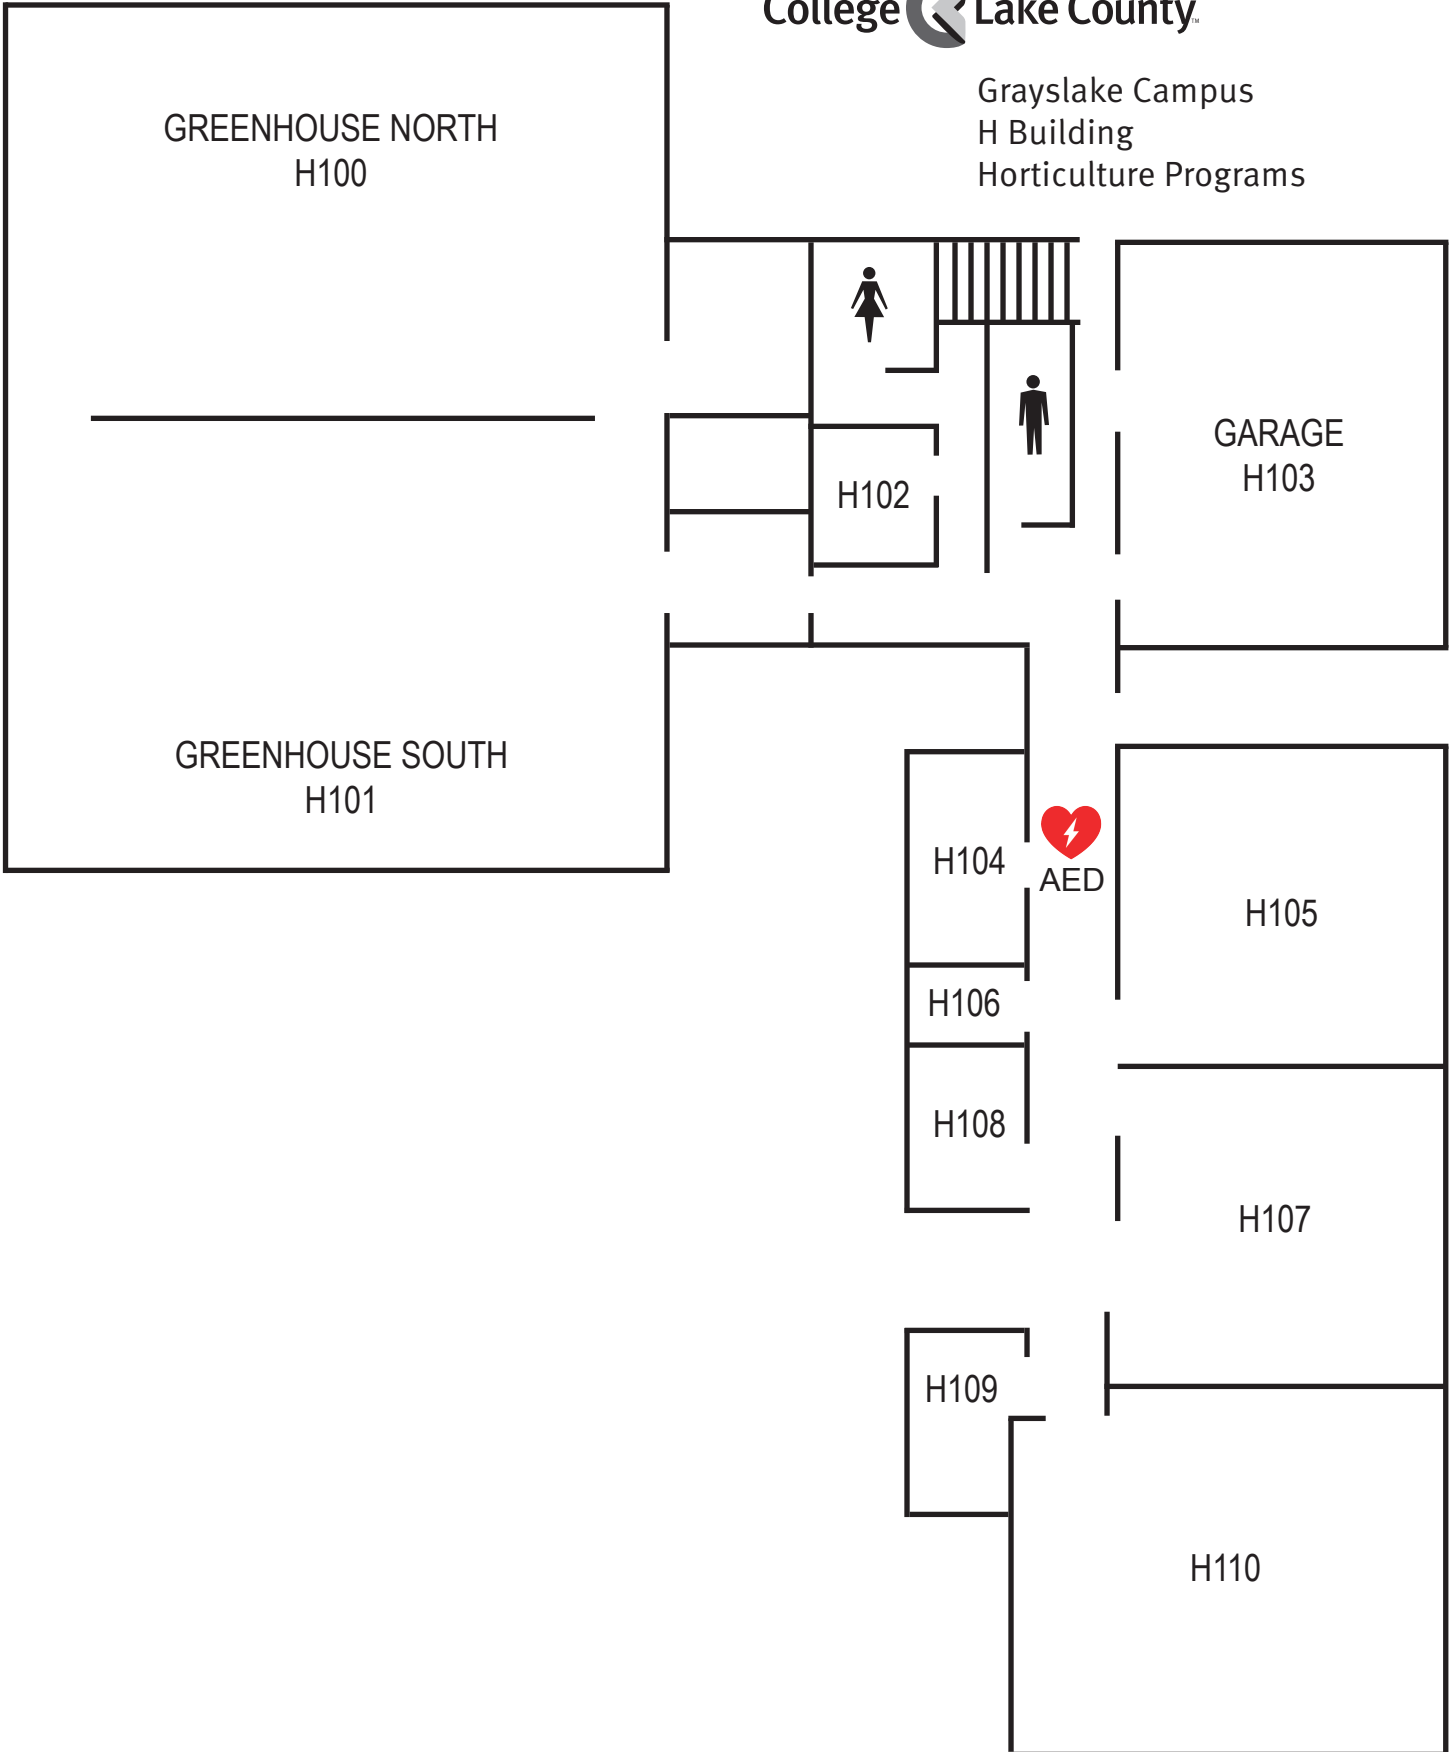 College Lake County™
Grayslake Campus
H Building
Horticulture Programs
GREENHOUSE NORTH
H100
GARAGE
H103
H102
GREENHOUSE SOUTH
H101
H104
AED
H105
H106
H108
H107
H109
H110